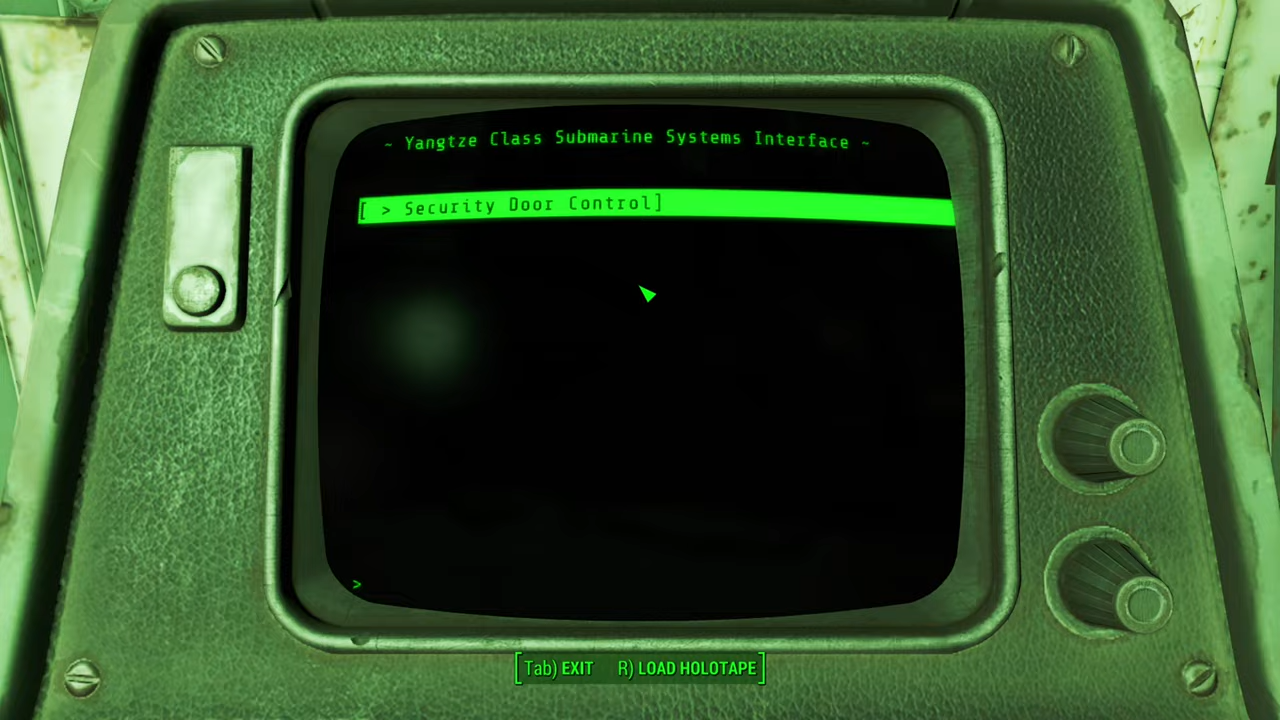 ~ Yangtze Class Submarine Systems Interface ~
[ > Security Door Control]
>
[Tab) EXIT R) LOAD HOLOTAPE]